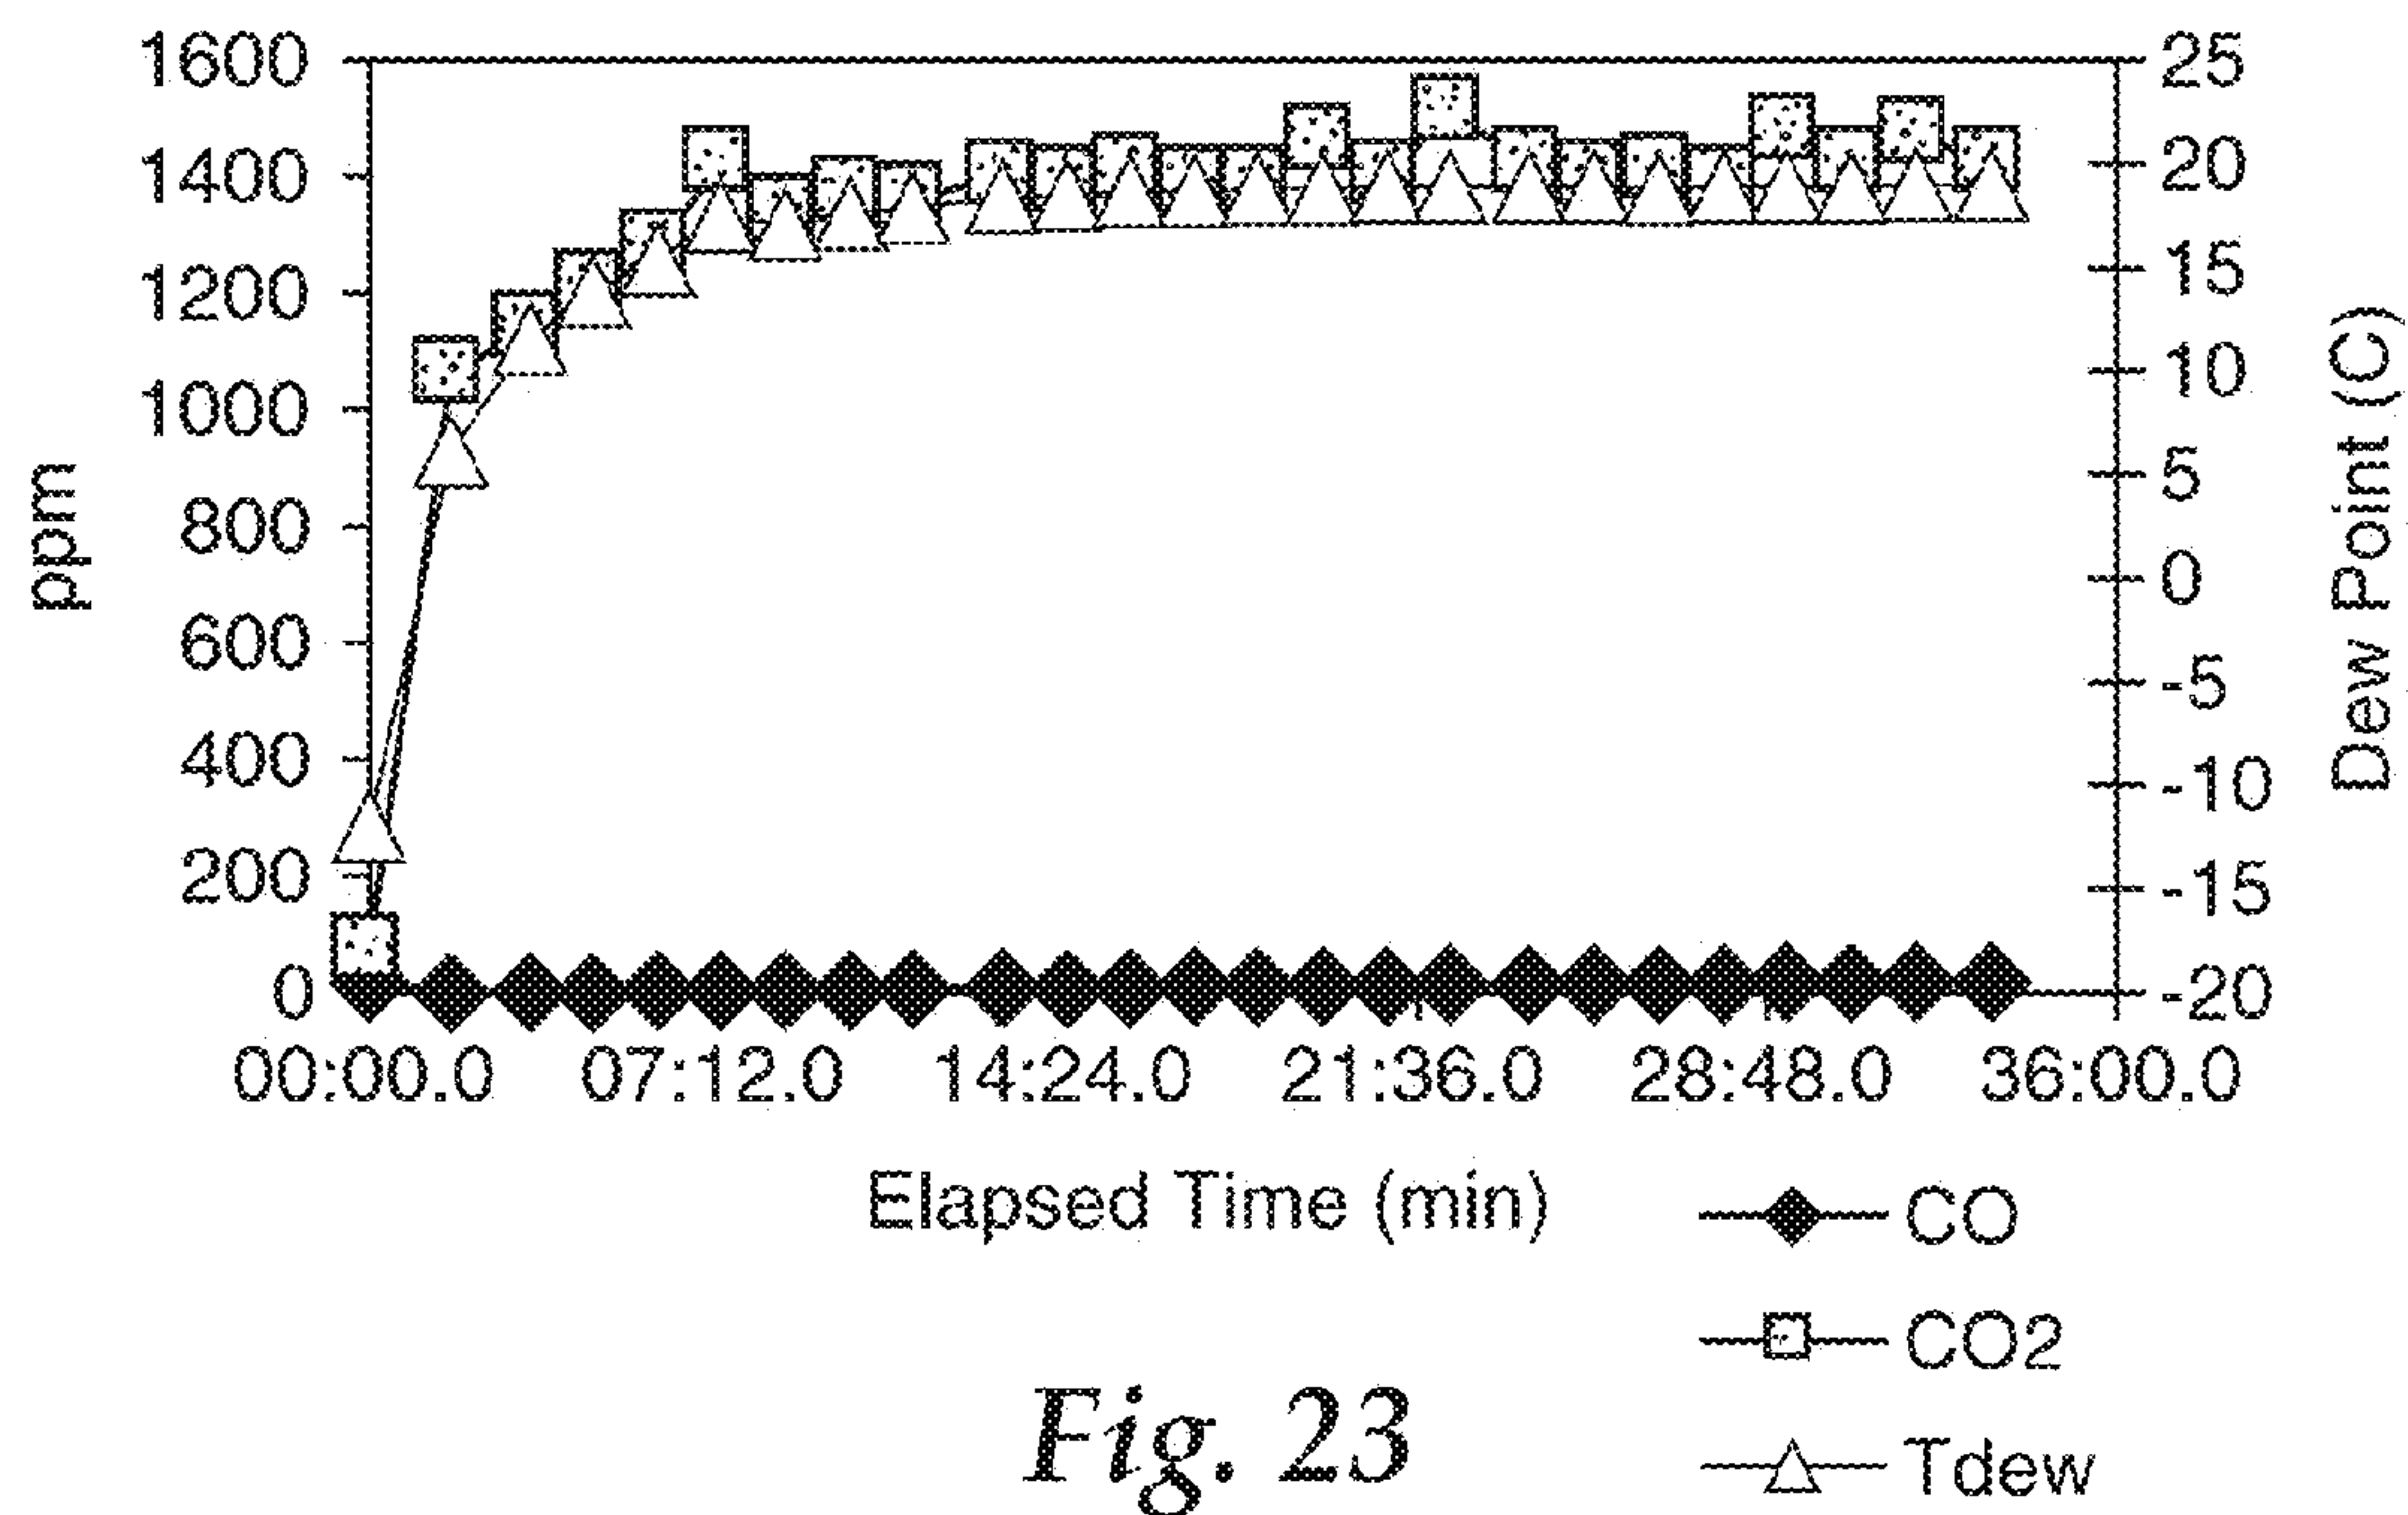 1600
1400
1200
1000
800
600
400
200
0
ppm
25
20
15
10
5
0
-5
-10
-15
-20
Dew Point (C)
00:00.0 07:12.0 14:24.0 21:36.0 28:48.0 36:00.0
Elapsed Time (min)
CO
CO2
Tdew
Fig. 23